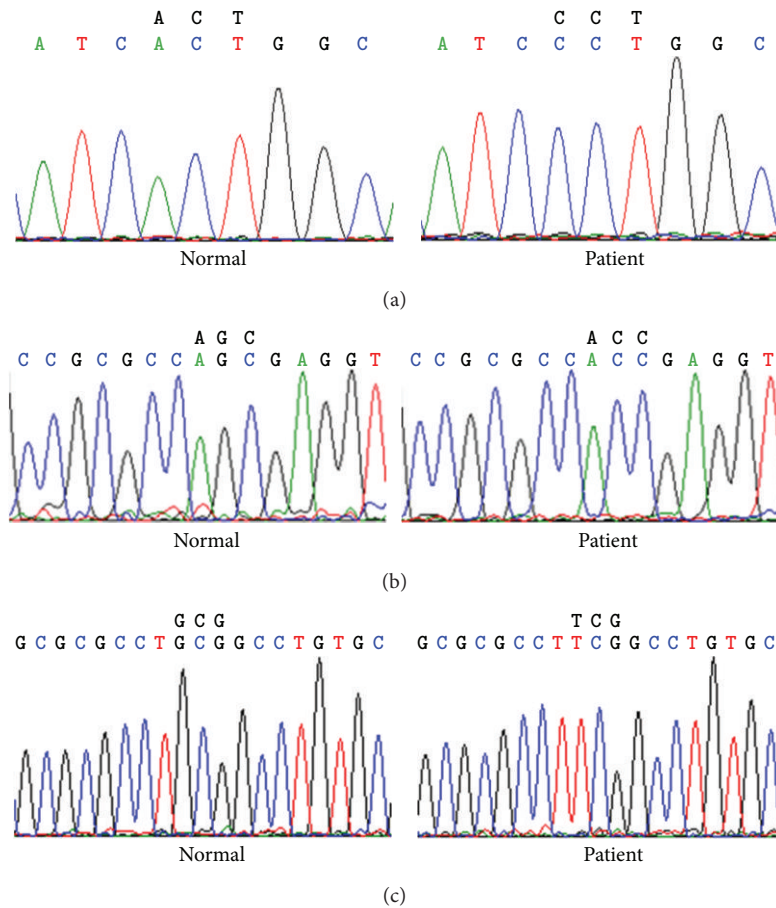 A C T
A T C A C T G G C
Normal
C C T
A T C C C T G G C
Patient
(a)
A G C
C C G C G C C A G C G A G G T
Normal
A C C
C C G C G C C A C C G A G G T
Patient
(b)
G C G
G C G C G C C T G C G G C C T G T G C
Normal
T C G
G C G C G C C T T C G G C C T G T G C
Patient
(c)